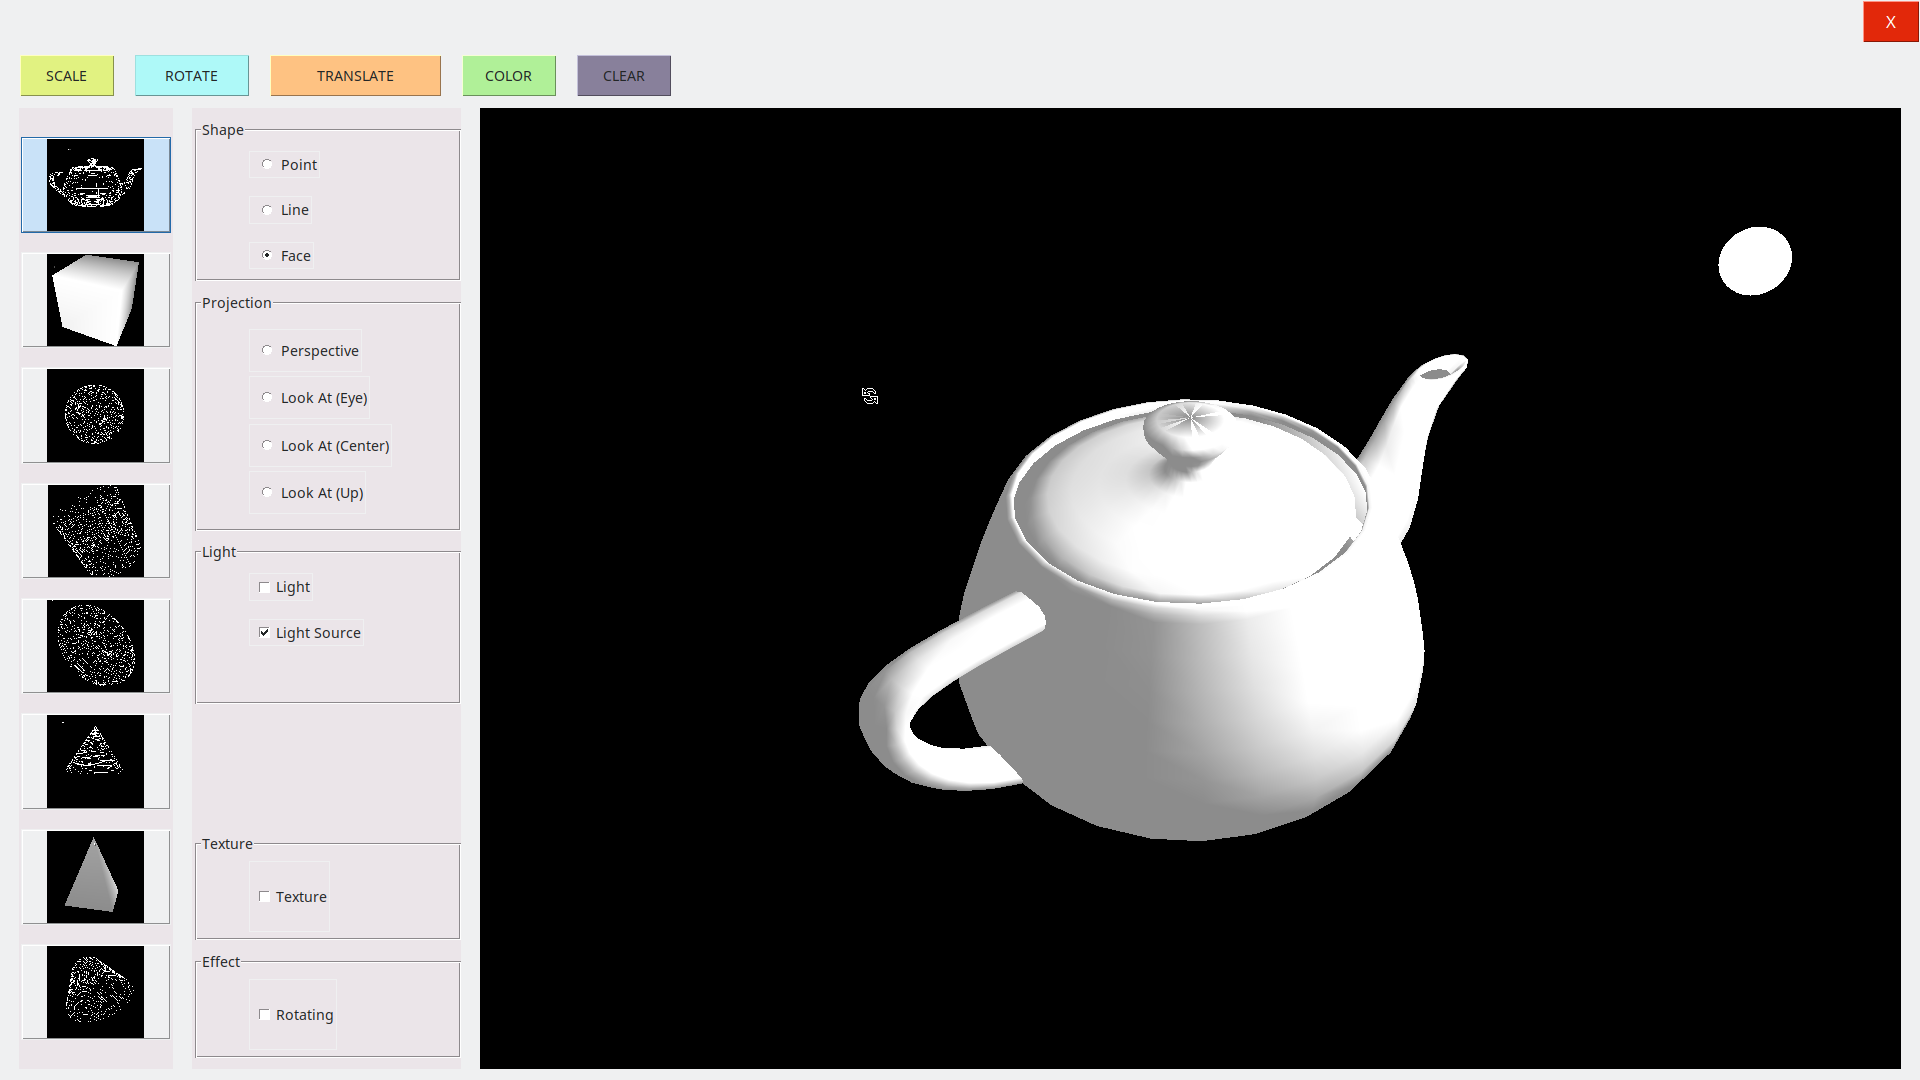 X
SCALE
ROTATE
TRANSLATE
COLOR
CLEAR
Shape
Point
Line
Face
Projection
Perspective
Look At (Eye)
Look At (Center)
Look At (Up)
Light
Light
Light Source
Texture
Texture
Effect
Rotating